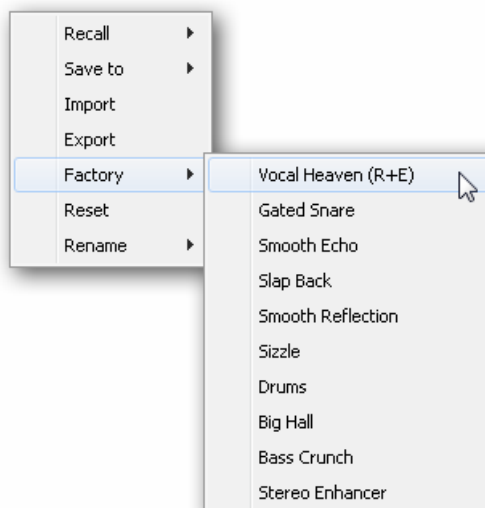 Recall
Save to
Import
Export
Factory
Reset
Rename
Vocal Heaven (R+E)
Gated Snare
Smooth Echo
Slap Back
Smooth Reflection
Sizzle
Drums
Big Hall
Bass Crunch
Stereo Enhancer